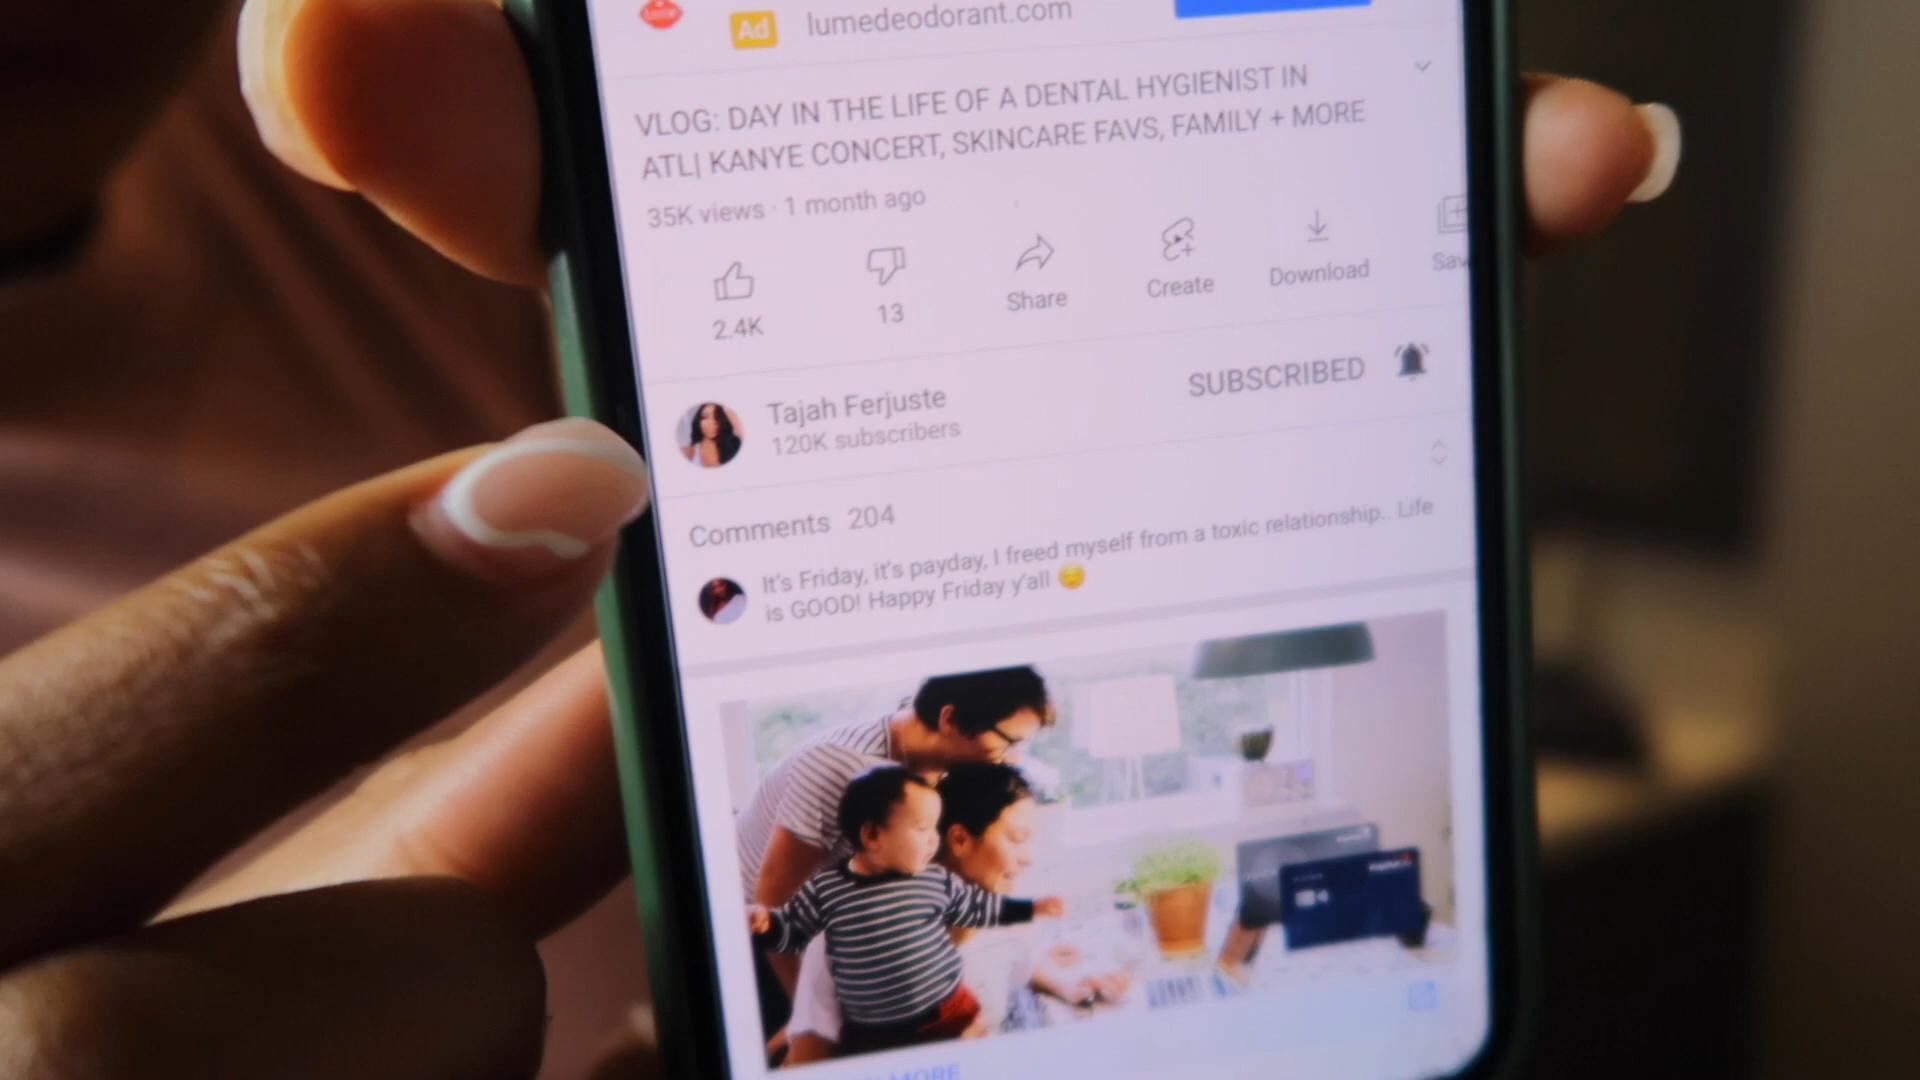 Ad lumedeodorant.com
VLOG: DAY IN THE LIFE OF A DENTAL HYGIENIST IN
ATL| KANYE CONCERT, SKINCARE FAVS, FAMILY + MORE
35K views · 1 month ago
2.4K
13
Share
Create
Download
Sav
Tajah Ferjuste
120K subscribers
SUBSCRIBED
Comments 204
It's Friday, it's payday, I freed myself from a toxic relationship.. Life
is GOOD! Happy Friday y'all 😌
MORE